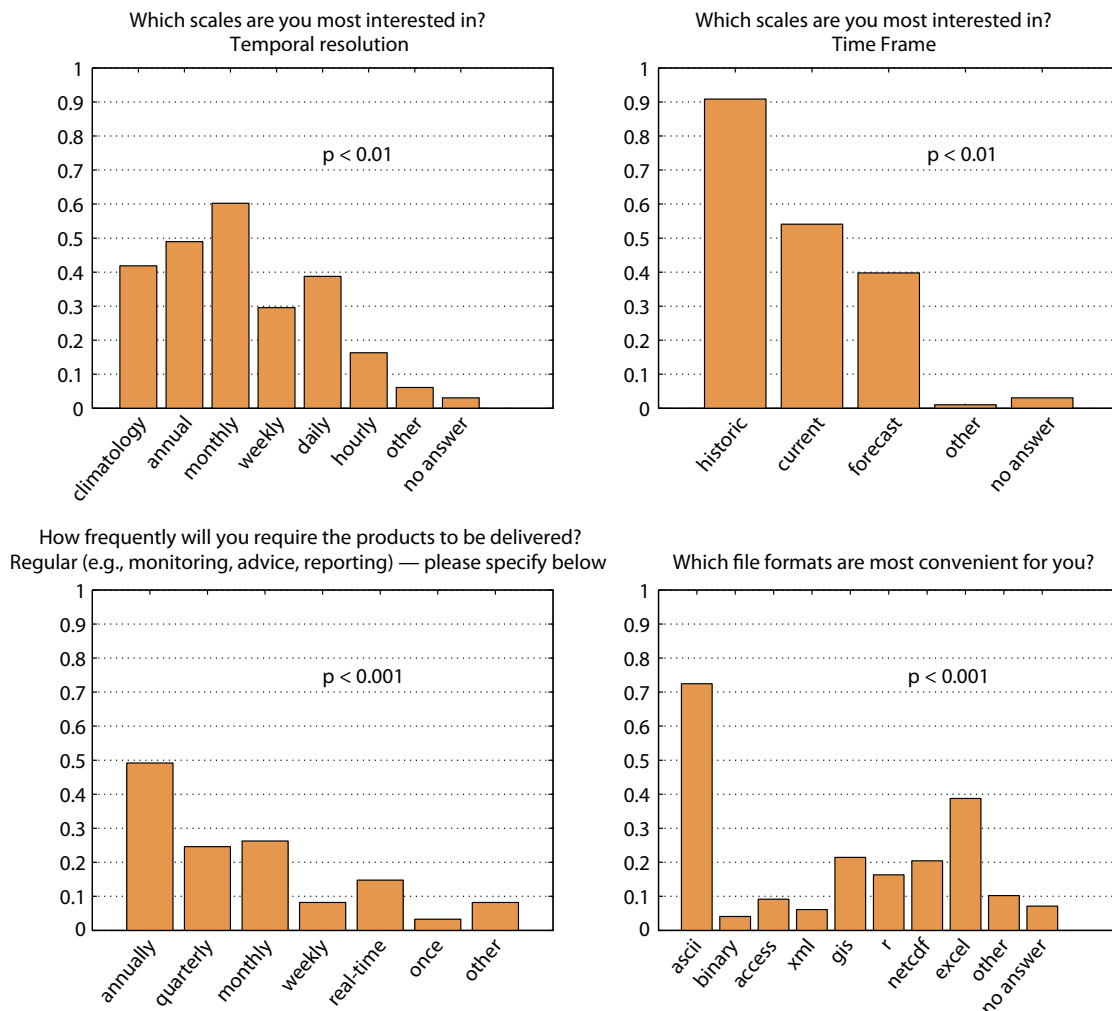 Which scales are you most interested in?
Temporal resolution
1
0.9
0.8
0.7
0.6
0.5
0.4
0.3
0.2
0.1
0
p < 0.01
climatology
annual
monthly
weekly
daily
hourly
other
no answer
Which scales are you most interested in?
Time Frame
1
0.9
0.8
0.7
0.6
0.5
0.4
0.3
0.2
0.1
0
p < 0.01
historic
current
forecast
other
no answer
How frequently will you require the products to be delivered?
Regular (e.g., monitoring, advice, reporting) — please specify below
1
0.9
0.8
0.7
0.6
0.5
0.4
0.3
0.2
0.1
0
p < 0.001
annually
quarterly
monthly
weekly
real-time
once
other
Which file formats are most convenient for you?
1
0.9
0.8
0.7
0.6
0.5
0.4
0.3
0.2
0.1
0
p < 0.001
ascii
binary
access
xml
gis
r
netcdf
excel
other
no answer